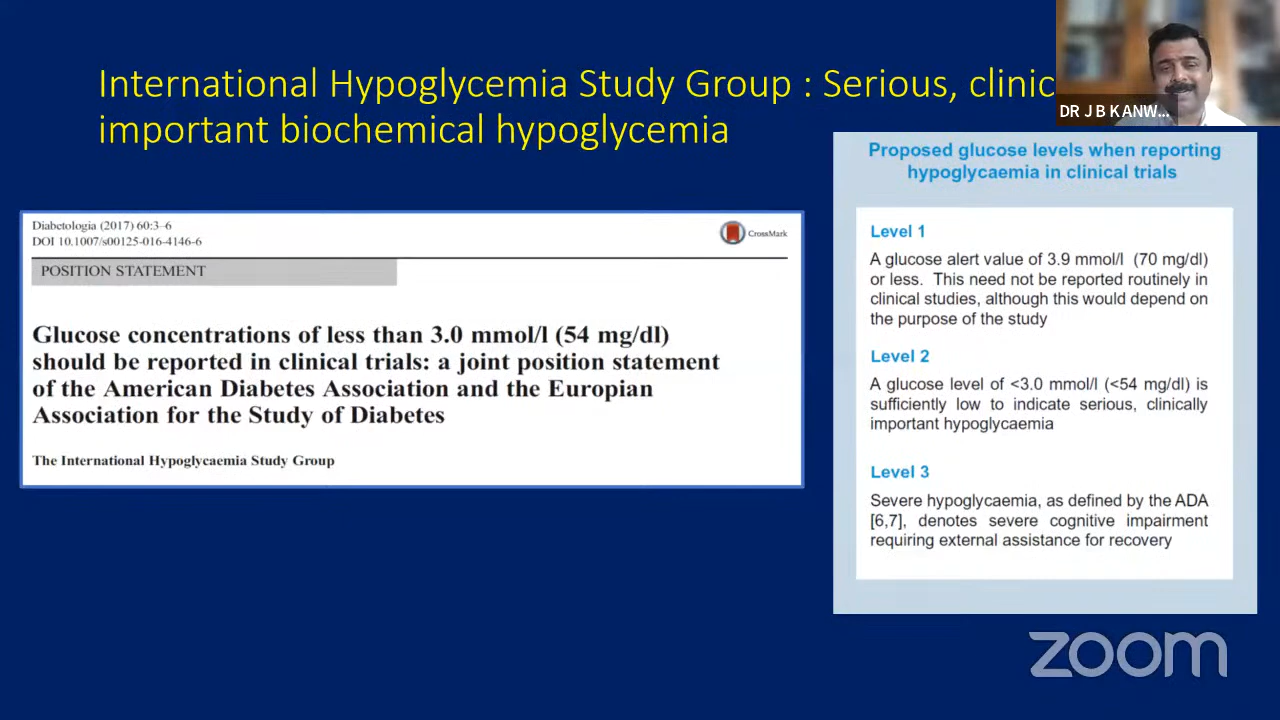 International Hypoglycemia Study Group : Serious, clinic
important biochemical hypoglycemia
DR J B KANW...
Diabetologia (2017) 60:3–6
DOI 10.1007/s00125-016-4146-6
CrossMark
POSITION STATEMENT
Glucose concentrations of less than 3.0 mmol/l (54 mg/dl)
should be reported in clinical trials: a joint position statement
of the American Diabetes Association and the Europian
Association for the Study of Diabetes
The International Hypoglycaemia Study Group
Proposed glucose levels when reporting
hypoglycaemia in clinical trials
Level 1
A glucose alert value of 3.9 mmol/l (70 mg/dl)
or less. This need not be reported routinely in
clinical studies, although this would depend on
the purpose of the study
Level 2
A glucose level of <3.0 mmol/l (<54 mg/dl) is
sufficiently low to indicate serious, clinically
important hypoglycaemia
Level 3
Severe hypoglycaemia, as defined by the ADA
[6,7], denotes severe cognitive impairment
requiring external assistance for recovery
zoom